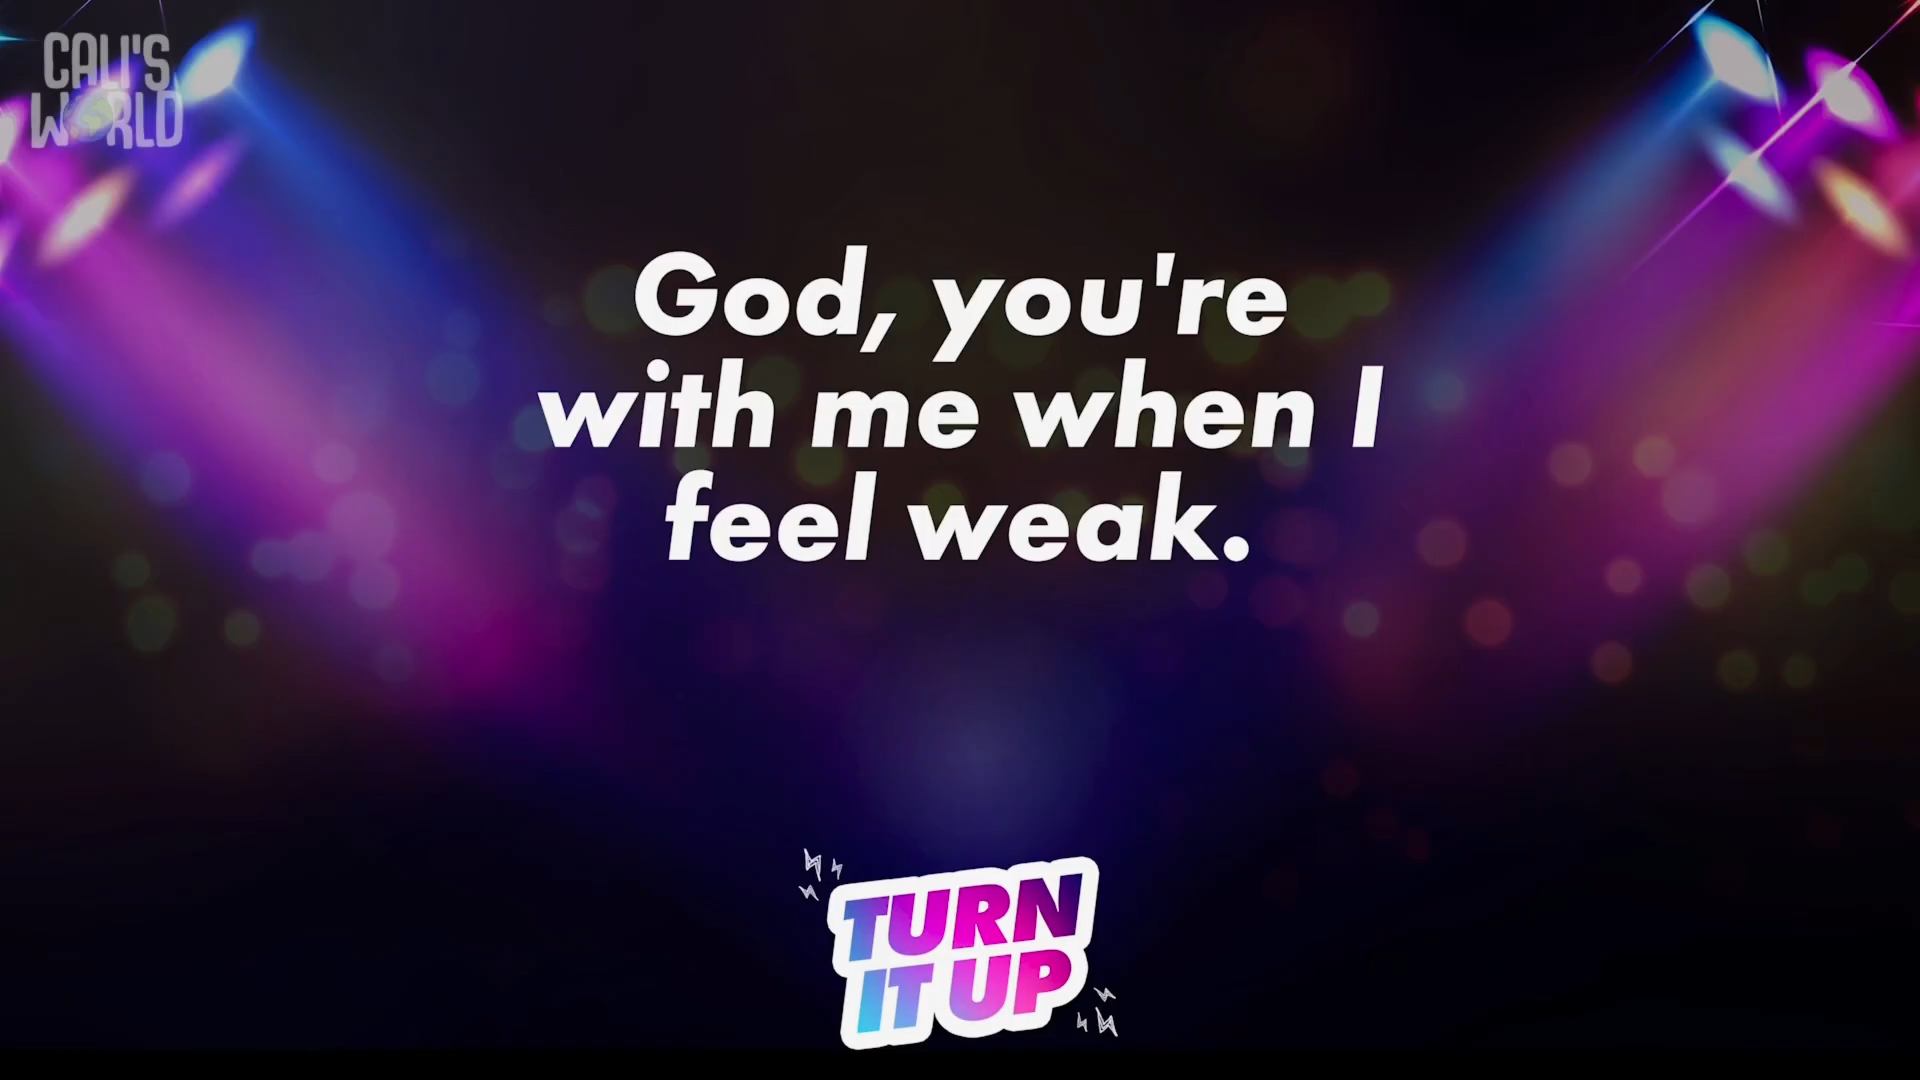 CALI'S
WORLD
God, you're
with me when I
feel weak.
TURN
IT UP